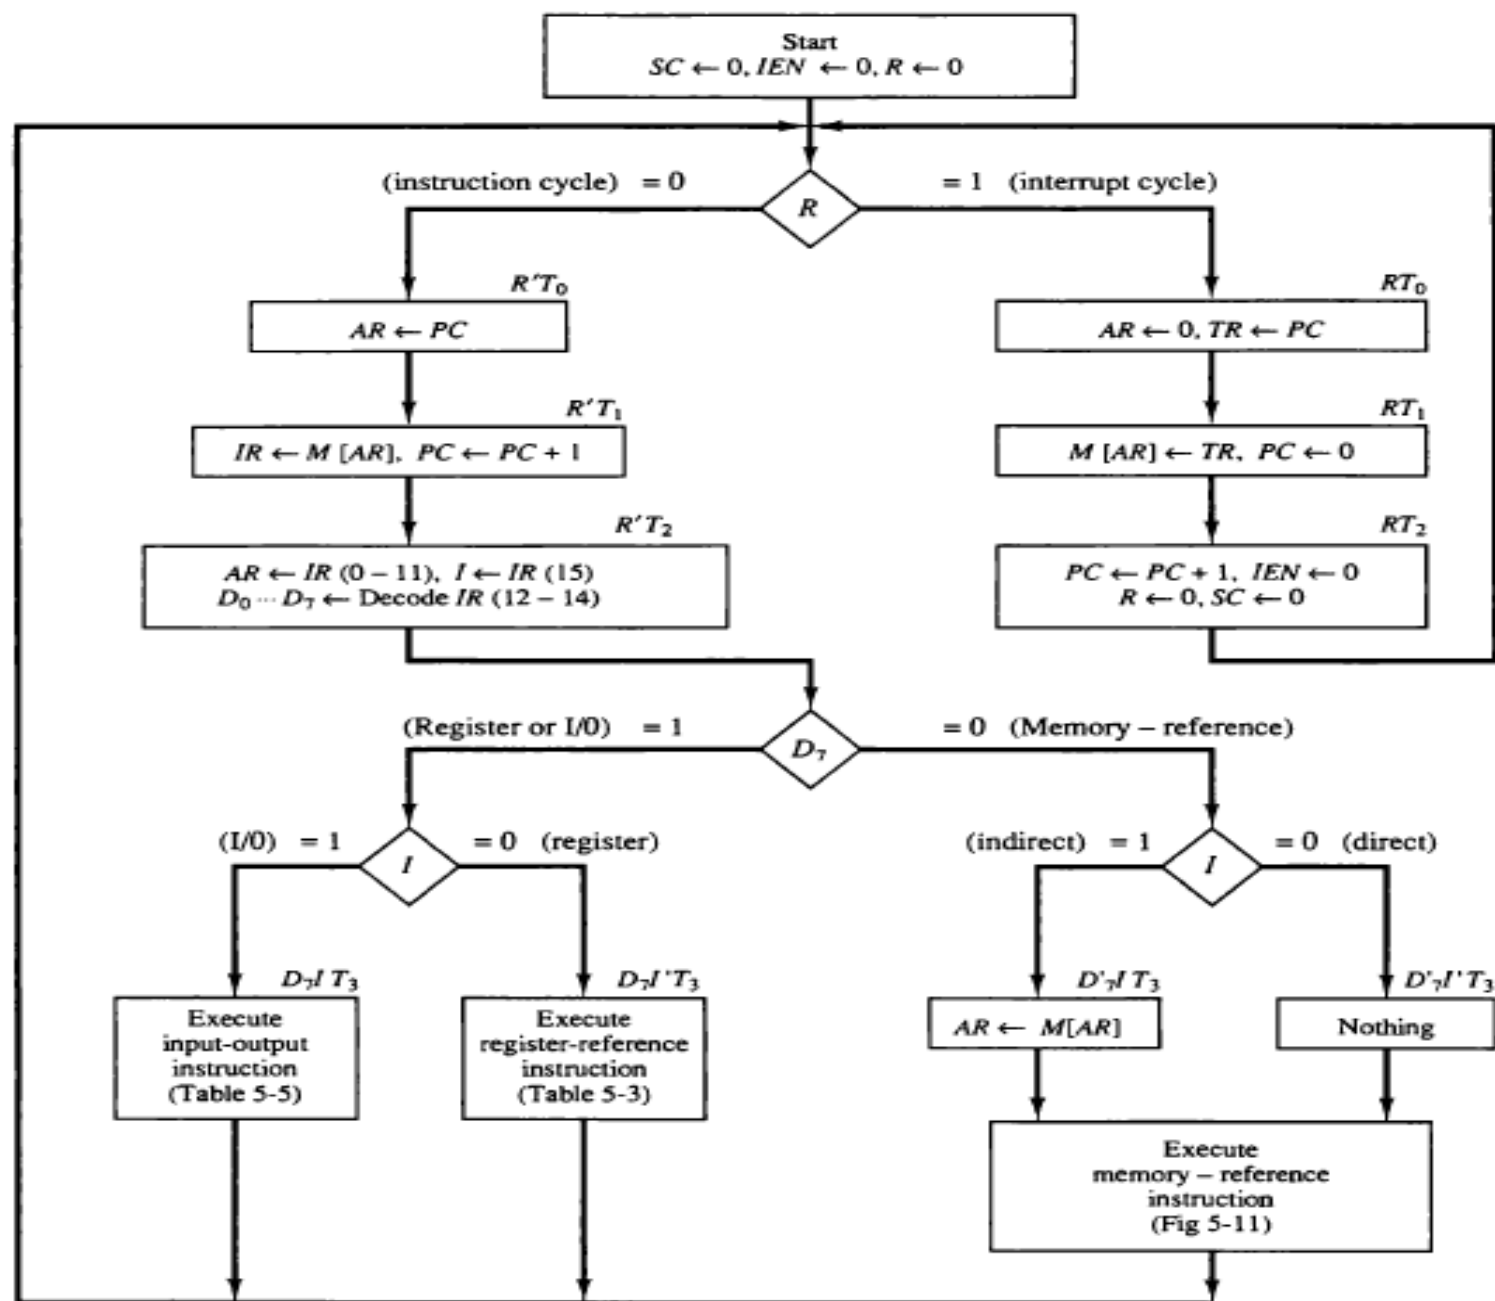 Start
SC ← 0, IEN ← 0, R ← 0
(instruction cycle) = 0
= 1 (interrupt cycle)
R
R'T₀
AR ← PC
RT₀
AR ← 0, TR ← PC
R'T₁
IR ← M [AR], PC ← PC + 1
RT₁
M [AR] ← TR, PC ← 0
R'T₂
AR ← IR (0 – 11), I ← IR (15)
D₀ ··· D₇ ← Decode IR (12 – 14)
RT₂
PC ← PC + 1, IEN ← 0
R ← 0, SC ← 0
(Register or I/0) = 1
= 0 (Memory – reference)
D₇
(I/0) = 1
= 0 (register)
I
(indirect) = 1
= 0 (direct)
I
D₇I T₃
Execute
input-output
instruction
(Table 5-5)
D₇I'T₃
Execute
register-reference
instruction
(Table 5-3)
D'₇I T₃
AR ← M[AR]
D'₇I'T₃
Nothing
Execute
memory – reference
instruction
(Fig 5-11)